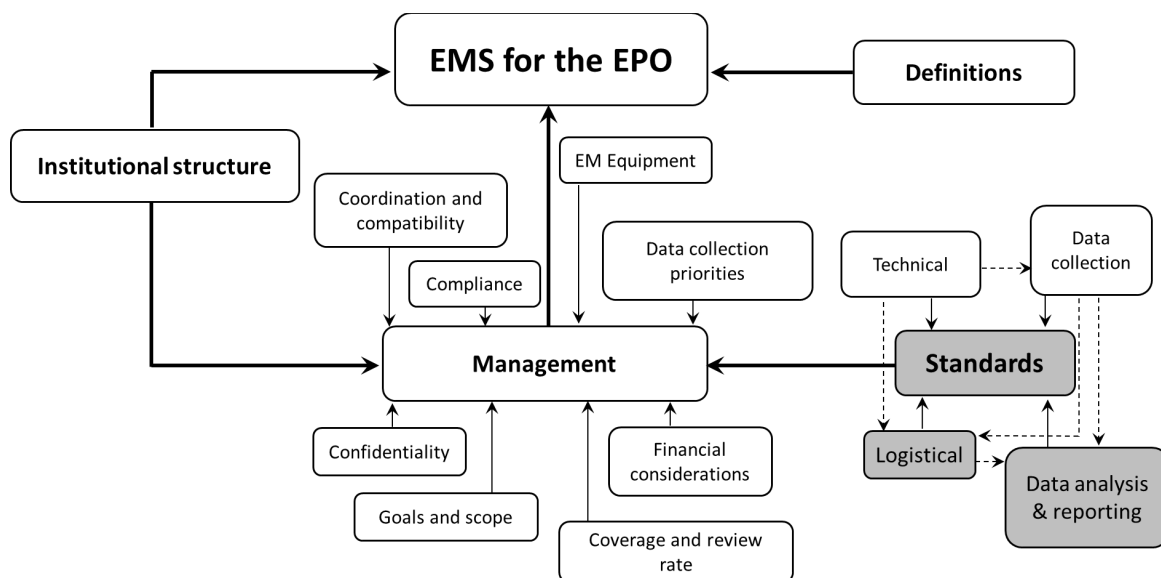 EMS for the EPO
Definitions
Institutional structure
EM Equipment
Coordination and
compatibility
Data collection
priorities
Technical
Data
collection
Compliance
Management
Standards
Confidentiality
Financial
considerations
Logistical
Goals and scope
Data analysis
& reporting
Coverage and review
rate